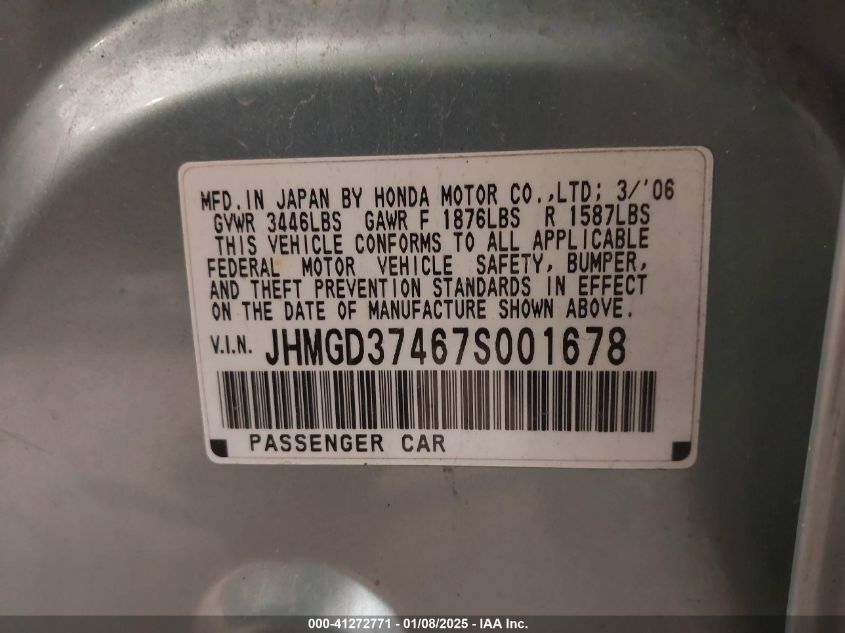 MFD.IN JAPAN BY HONDA MOTOR CO.,LTD; 3/'06
GVWR 3446LBS GAWR F 1876LBS R 1587LBS
THIS VEHICLE CONFORMS TO ALL APPLICABLE
FEDERAL MOTOR VEHICLE SAFETY, BUMPER,
AND THEFT PREVENTION STANDARDS IN EFFECT
ON THE DATE OF MANUFACTURE SHOWN ABOVE.
V.I.N. JHMGD37467S001678
PASSENGER CAR
000-41272771 - 01/08/2025 - IAA Inc.